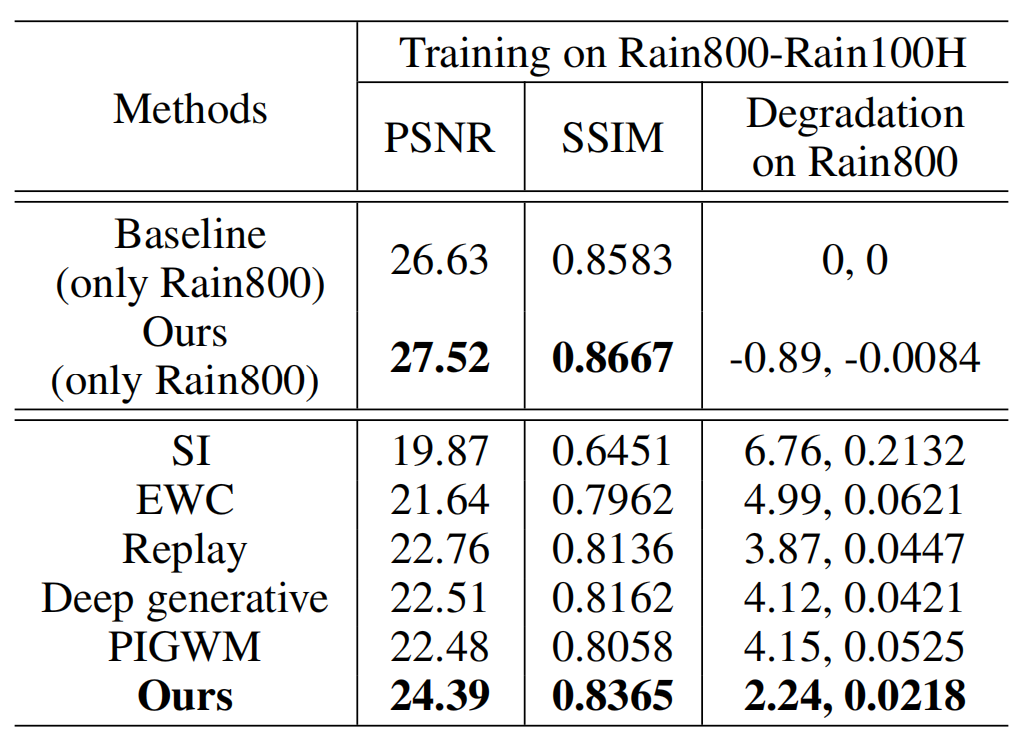 Methods
Training on Rain800-Rain100H
PSNR
SSIM
Degradation
on Rain800
Baseline
(only Rain800)
26.63
0.8583
0, 0
Ours
(only Rain800)
27.52
0.8667
-0.89, -0.0084
SI 19.87 0.6451 6.76, 0.2132
EWC 21.64 0.7962 4.99, 0.0621
Replay 22.76 0.8136 3.87, 0.0447
Deep generative 22.51 0.8162 4.12, 0.0421
PIGWM 22.48 0.8058 4.15, 0.0525
Ours 24.39 0.8365 2.24, 0.0218